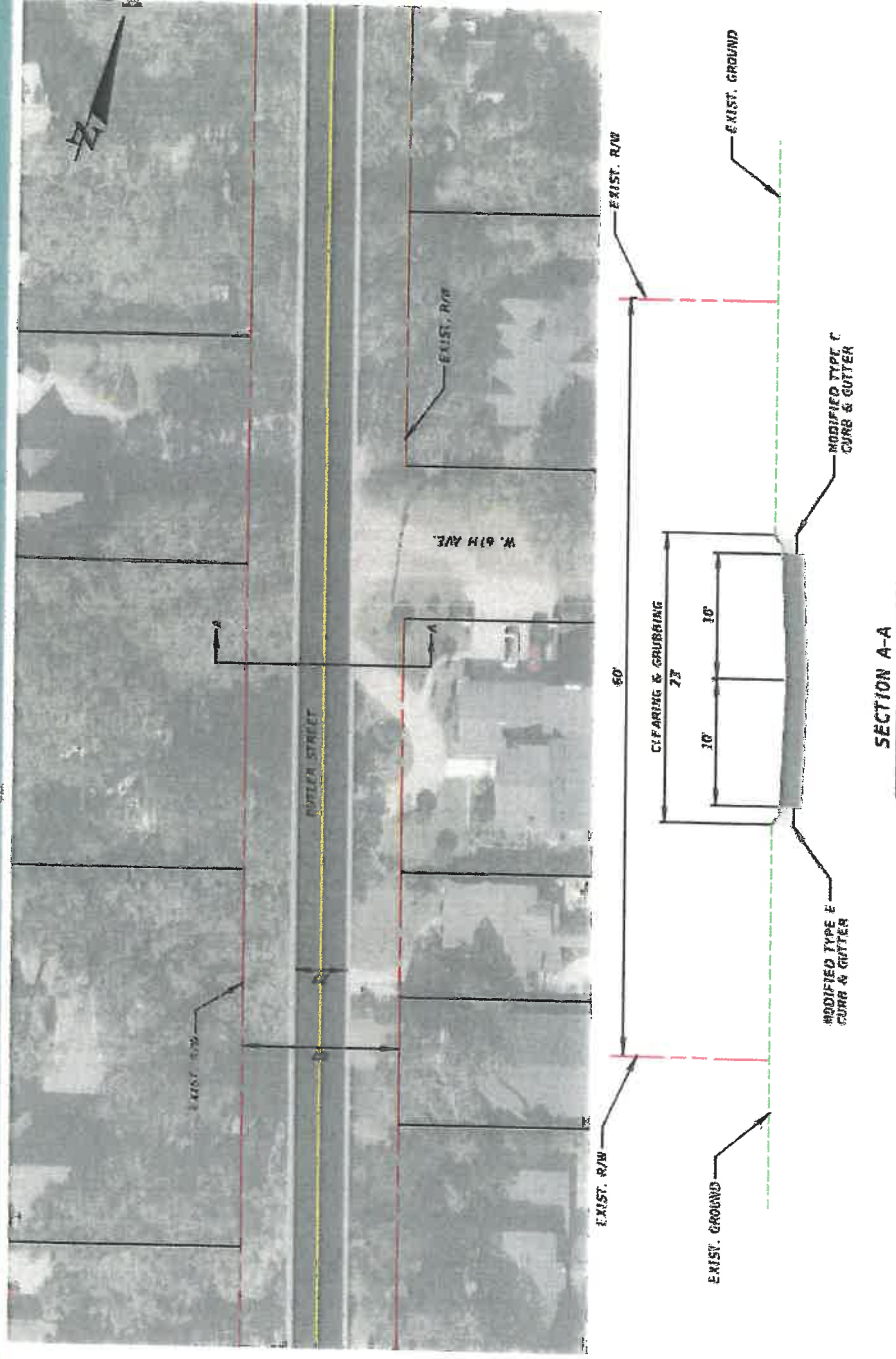 EXIST. R/W
BUTLER STREET
W. 6TH AVE.
EXIST. R/W
A
A
EXIST. R/W
EXIST. R/W
60'
CLEARING & GRUBBING
23'
10'
10'
EXIST. GROUND
EXIST. GROUND
MODIFIED TYPE E
CURB & GUTTER
MODIFIED TYPE E
CURB & GUTTER
SECTION A-A